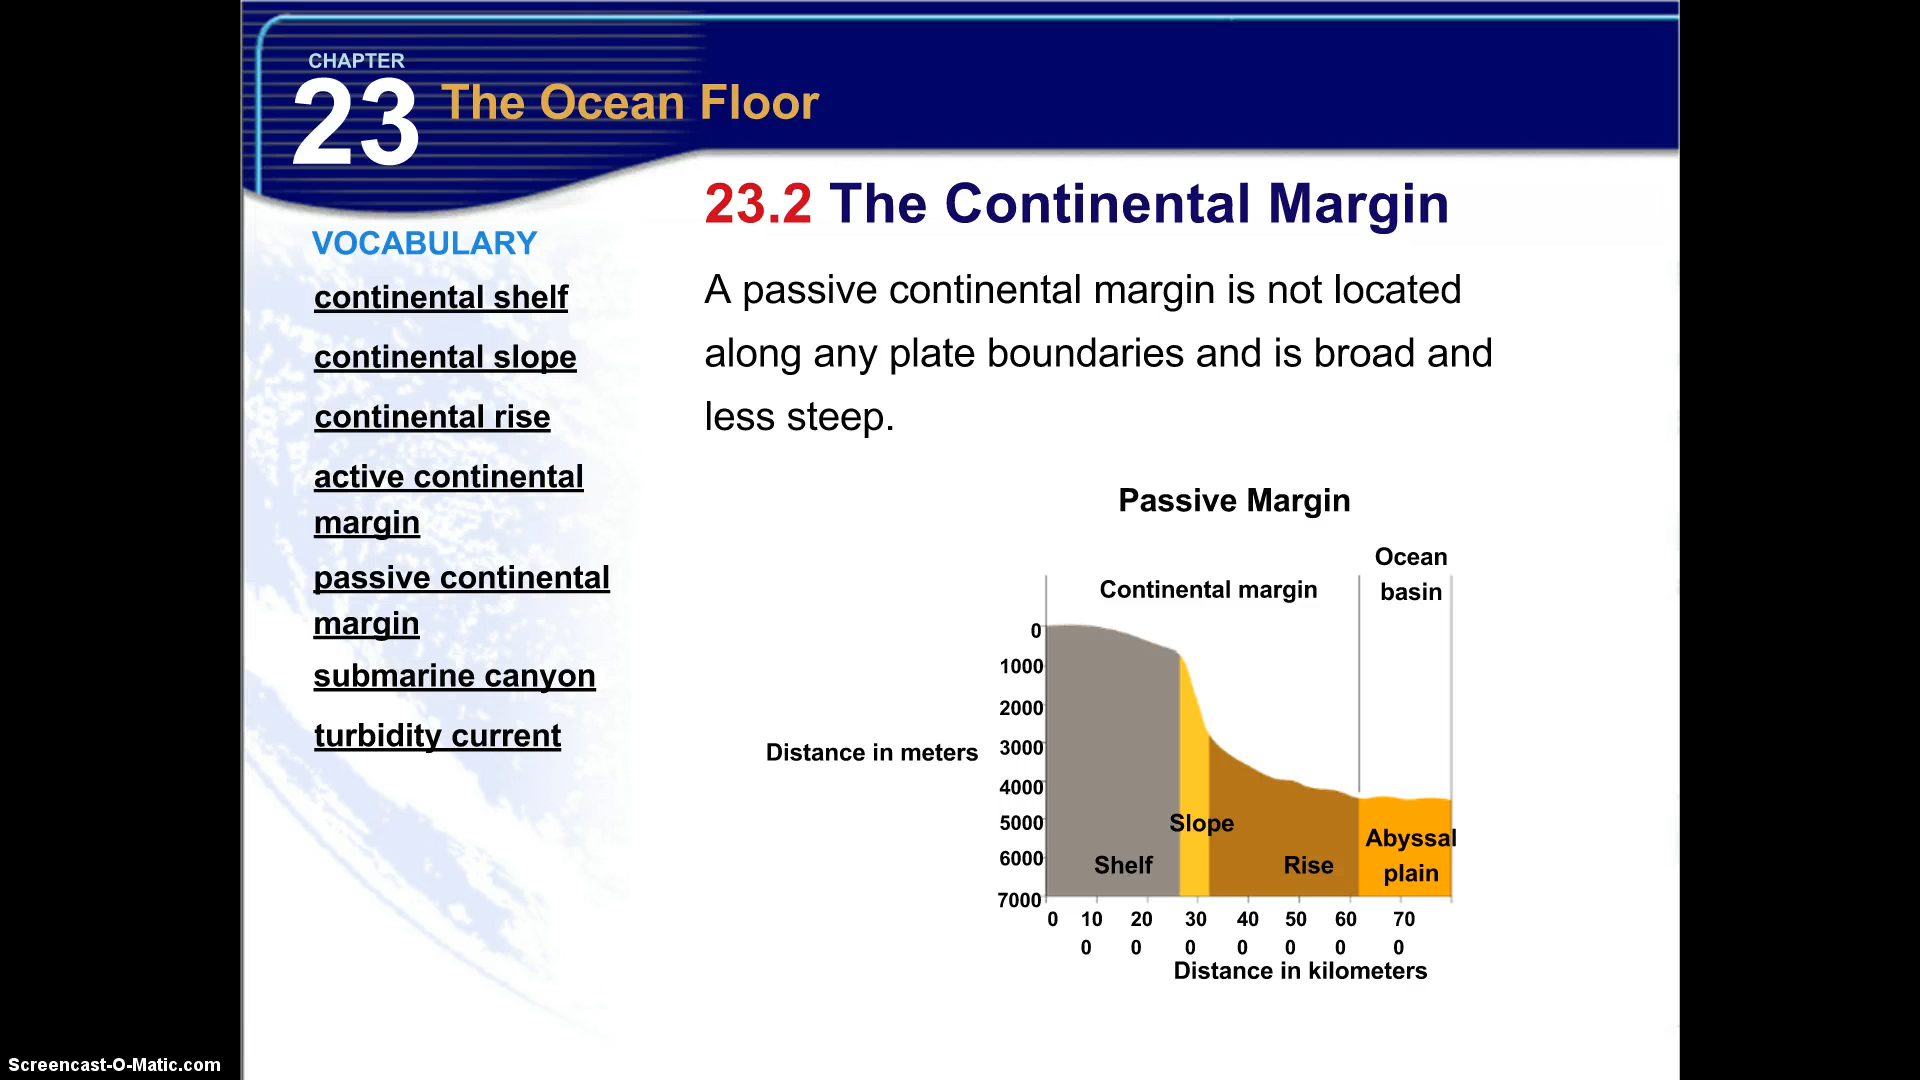 CHAPTER
23
The Ocean Floor
VOCABULARY
continental shelf
continental slope
continental rise
active continental
margin
passive continental
margin
submarine canyon
turbidity current
23.2 The Continental Margin
A passive continental margin is not located
along any plate boundaries and is broad and
less steep.
Passive Margin
Continental margin
Ocean
basin
Distance in meters
0
1000
2000
3000
4000
5000
6000
7000
Shelf
Slope
Rise
Abyssal
plain
0 10 20 30 40 50 60 70
0 0 0 0 0 0 0
Distance in kilometers
Screencast-O-Matic.com